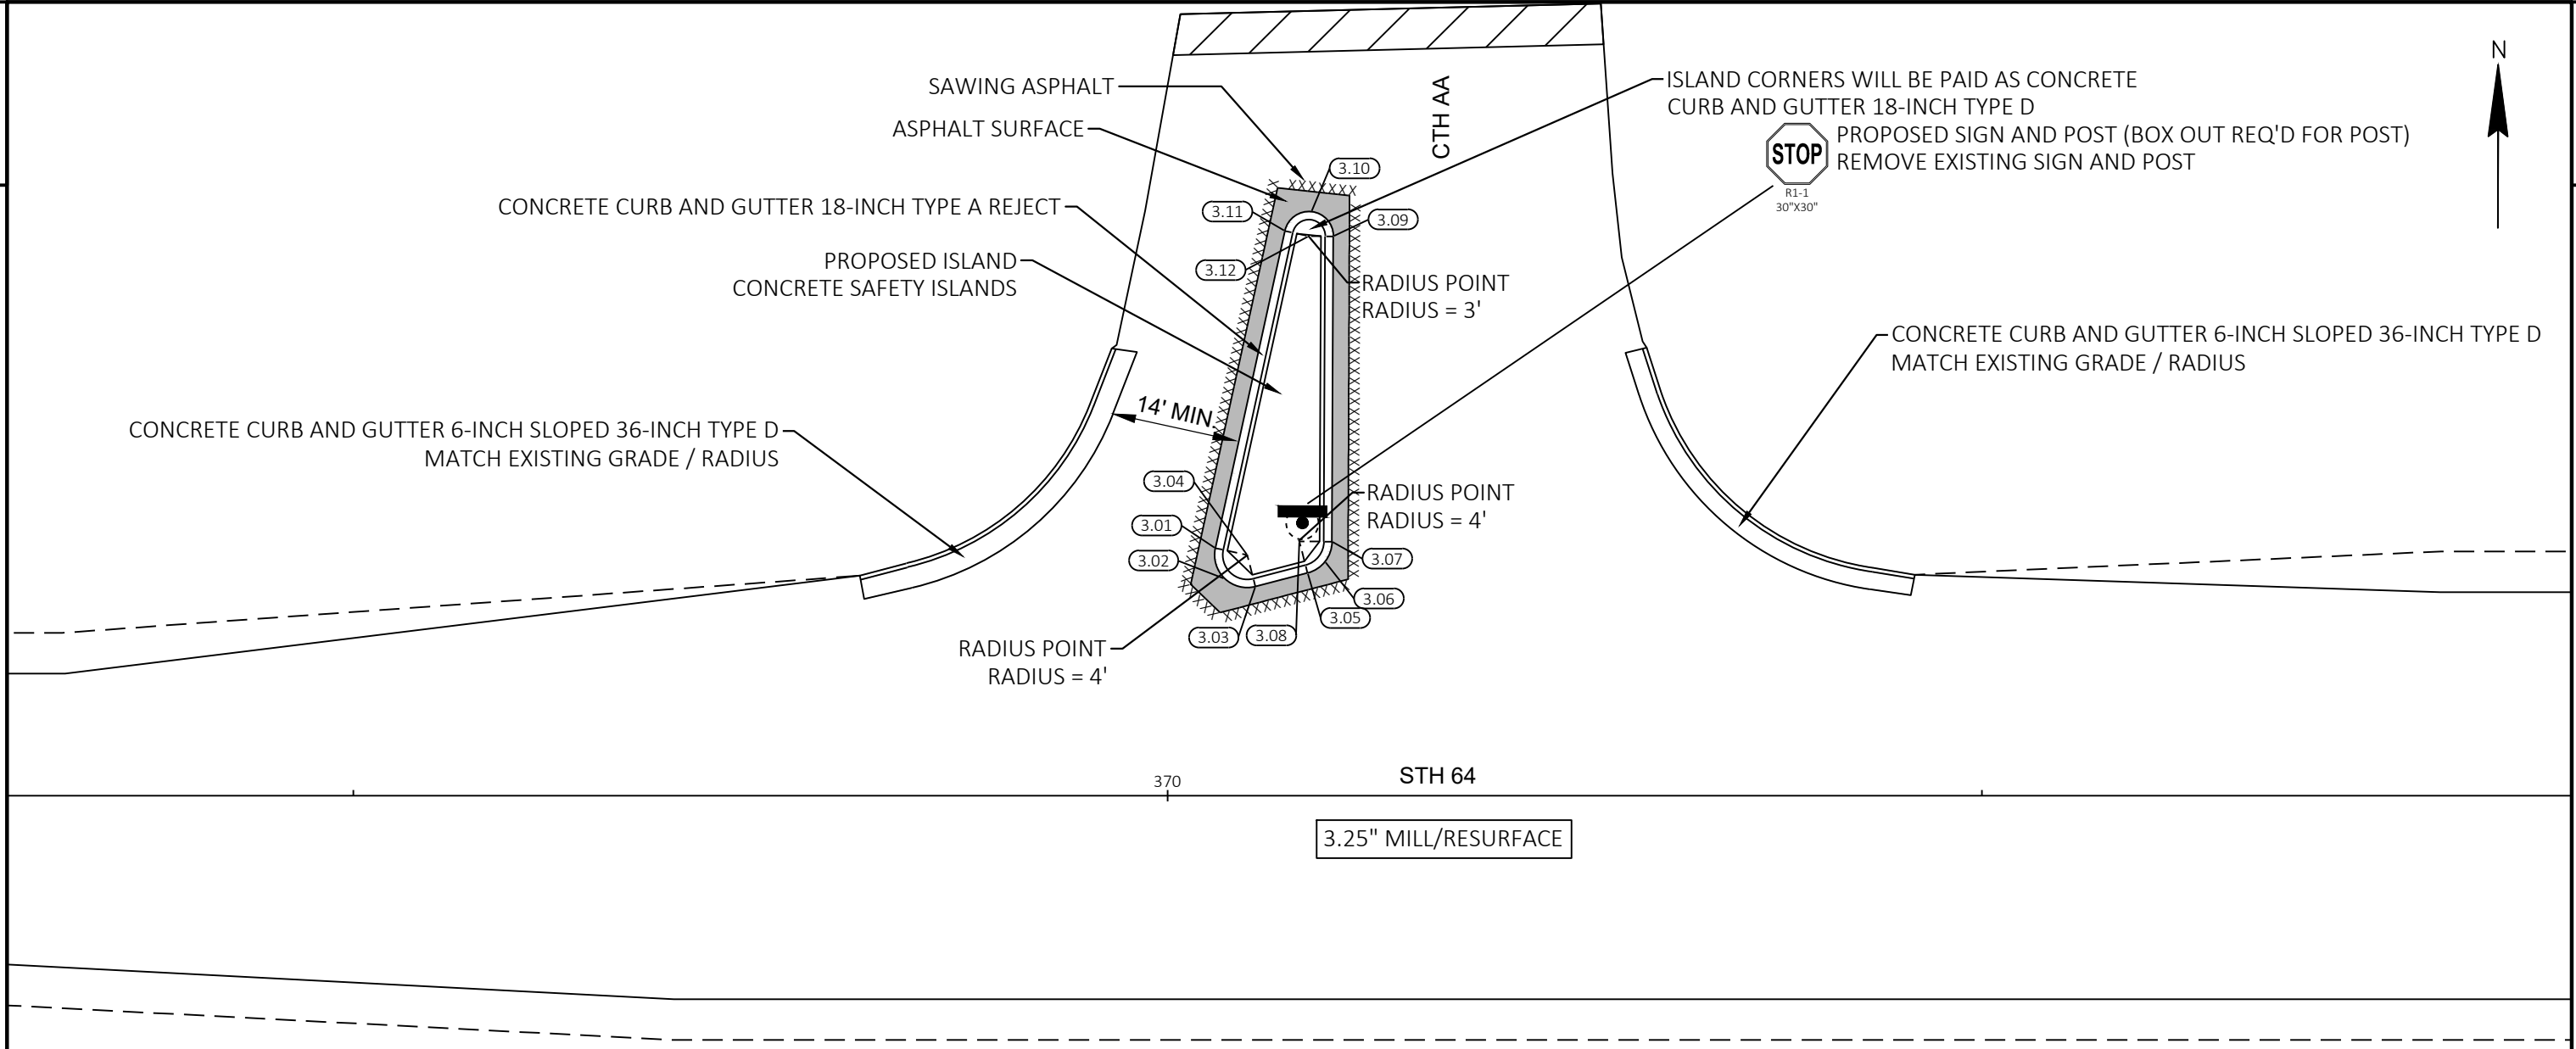 N
SAWING ASPHALT
ASPHALT SURFACE
CTH AA
ISLAND CORNERS WILL BE PAID AS CONCRETE
CURB AND GUTTER 18-INCH TYPE D
STOP
R1-1
30"X30"
PROPOSED SIGN AND POST (BOX OUT REQ'D FOR POST)
REMOVE EXISTING SIGN AND POST
3.10
CONCRETE CURB AND GUTTER 18-INCH TYPE A REJECT
3.11
3.09
PROPOSED ISLAND
CONCRETE SAFETY ISLANDS
3.12
RADIUS POINT
RADIUS = 3'
CONCRETE CURB AND GUTTER 6-INCH SLOPED 36-INCH TYPE D
MATCH EXISTING GRADE / RADIUS
14' MIN.
CONCRETE CURB AND GUTTER 6-INCH SLOPED 36-INCH TYPE D
MATCH EXISTING GRADE / RADIUS
3.04
RADIUS POINT
RADIUS = 4'
3.01
3.02
3.07
3.06
3.05
3.03
3.08
RADIUS POINT
RADIUS = 4'
370
STH 64
3.25" MILL/RESURFACE